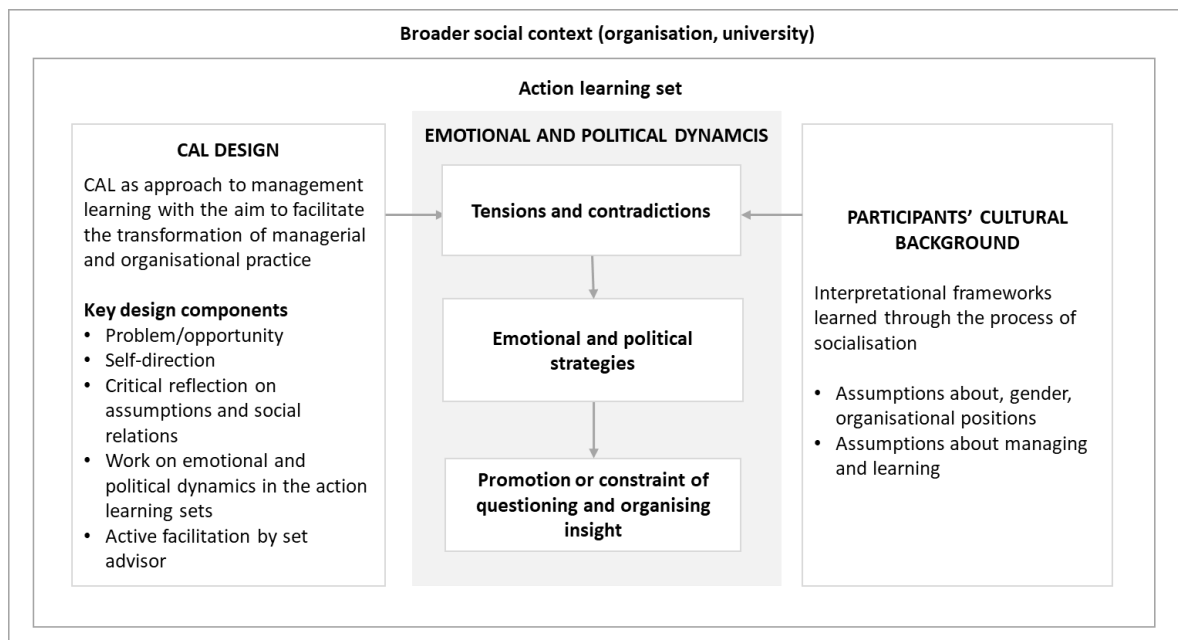 Broader social context (organisation, university)
Action learning set
CAL DESIGN
CAL as approach to management
learning with the aim to facilitate
the transformation of managerial
and organisational practice
Key design components
• Problem/opportunity
• Self-direction
• Critical reflection on
assumptions and social
relations
• Work on emotional and
political dynamics in the action
learning sets
• Active facilitation by set
advisor
EMOTIONAL AND POLITICAL DYNAMCIS
Tensions and contradictions
Emotional and political
strategies
Promotion or constraint of
questioning and organising
insight
PARTICIPANTS’ CULTURAL
BACKGROUND
Interpretational frameworks
learned through the process of
socialisation
• Assumptions about, gender,
organisational positions
• Assumptions about managing
and learning